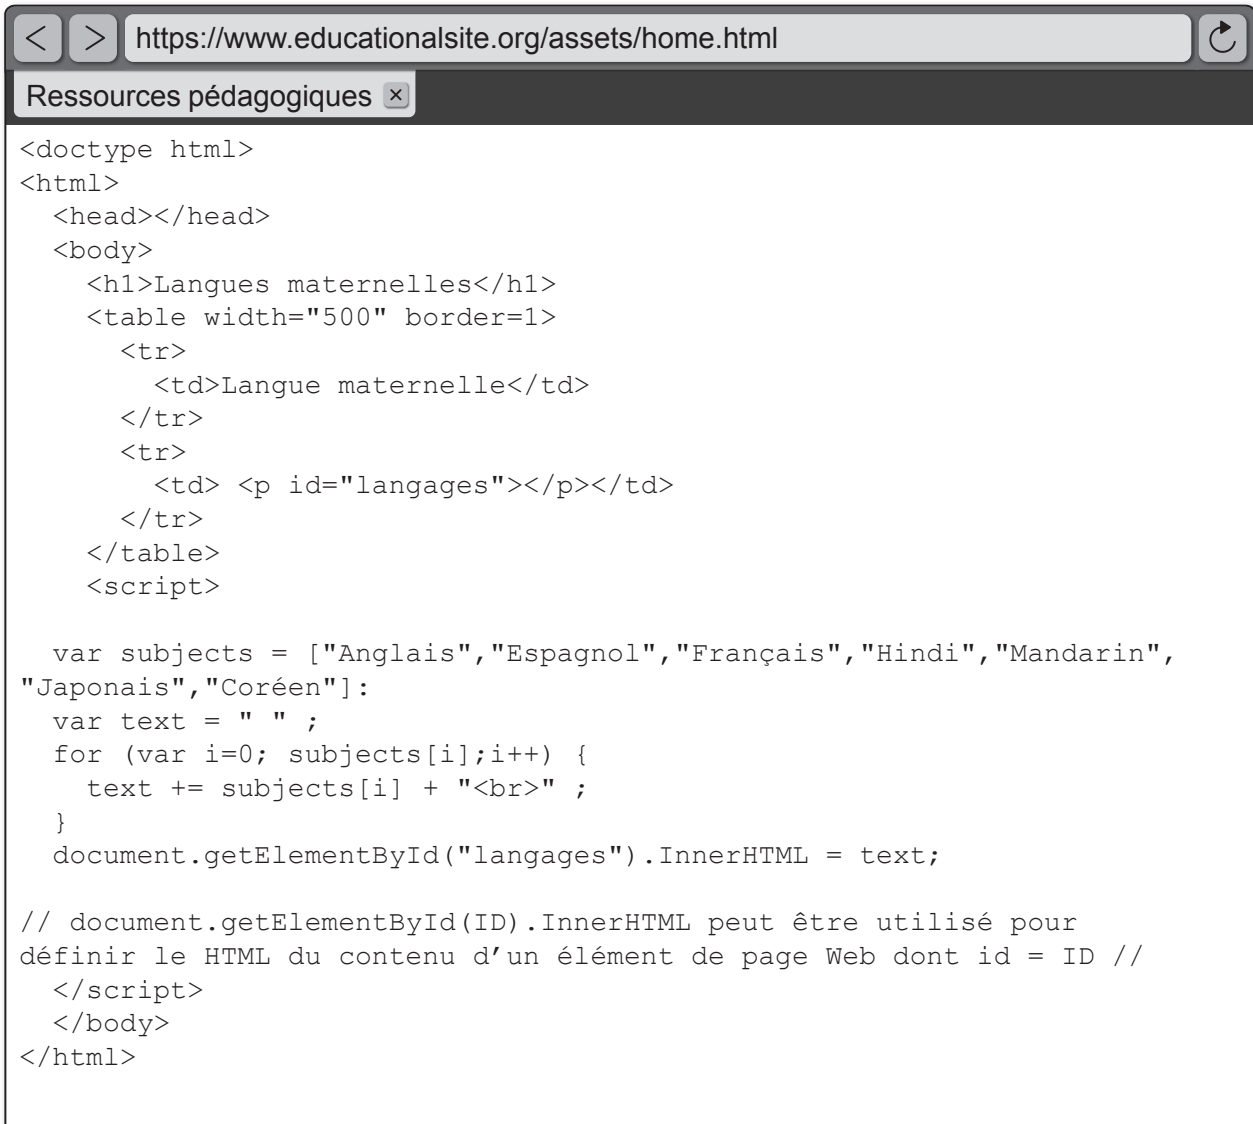 https://www.educationalsite.org/assets/home.html
Ressources pédagogiques
<doctype html>
<html>
  <head></head>
  <body>
    <h1>Langues maternelles</h1>
    <table width="500" border=1>
      <tr>
        <td>Langue maternelle</td>
      </tr>
      <tr>
        <td> <p id="langages"></p></td>
      </tr>
    </table>
    <script>
  var subjects = ["Anglais","Espagnol","Français","Hindi","Mandarin",
"Japonais","Coréen"]:
  var text = " " ;
  for (var i=0; subjects[i];i++) {
    text += subjects[i] + "<br>" ;
  }
  document.getElementById("langages").InnerHTML = text;
// document.getElementById(ID).InnerHTML peut être utilisé pour
définir le HTML du contenu d’un élément de page Web dont id = ID //
  </script>
  </body>
</html>